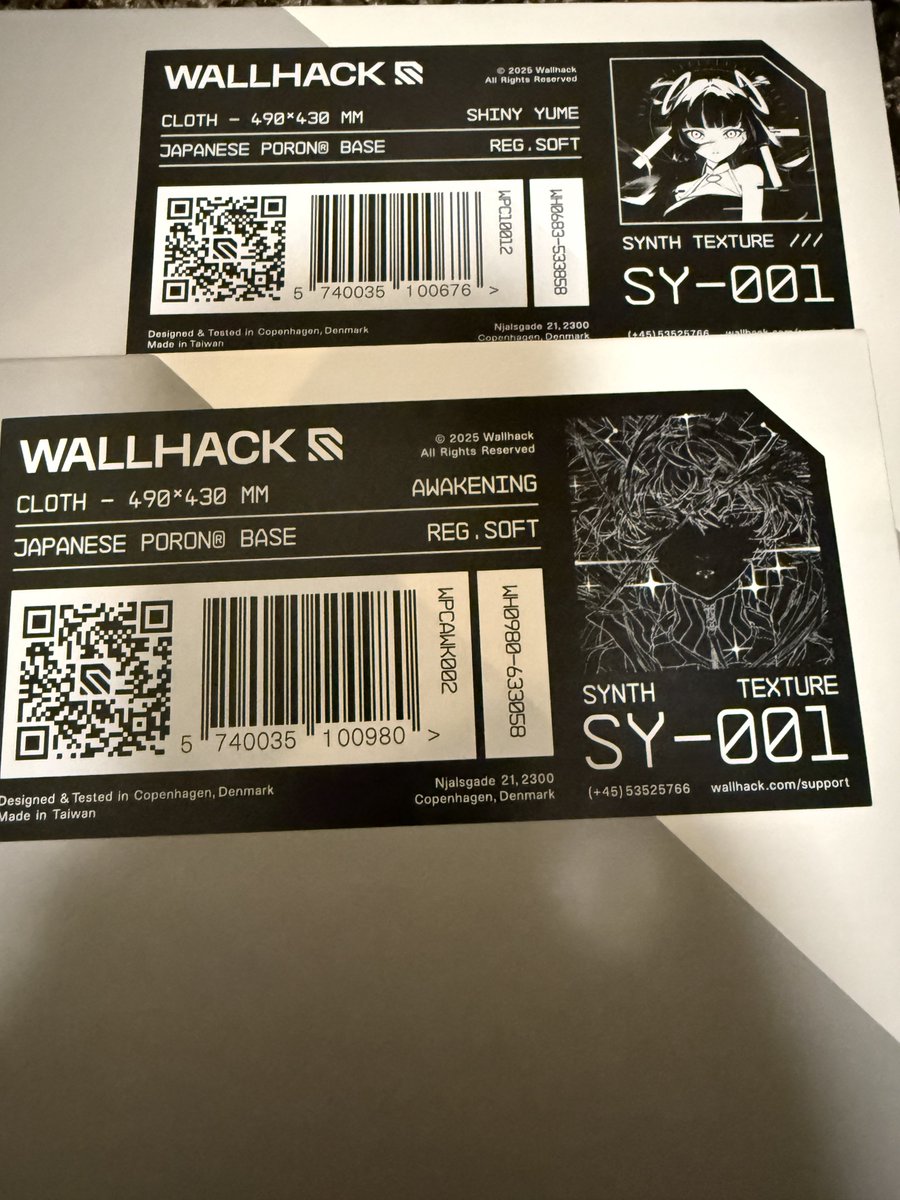 WALLHACK
© 2025 Wallhack
All Rights Reserved
CLOTH — 490×430 MM
SHINY YUME
JAPANESE PORON® BASE
REG.SOFT
5 740035 100676 >
WPC10012
WH0683-533858
SYNTH TEXTURE ///
SY-001
Designed & Tested in Copenhagen, Denmark
Made in Taiwan
Njalsgade 21, 2300
Copenhagen, Denmark
(+45)53525766 wallhack.com/support
WALLHACK
© 2025 Wallhack
All Rights Reserved
CLOTH — 490×430 MM
AWAKENING
JAPANESE PORON® BASE
REG.SOFT
5 740035 100980 >
WPCAWK002
WH0980-633058
SYNTH TEXTURE
SY-001
Designed & Tested in Copenhagen, Denmark
Made in Taiwan
Njalsgade 21, 2300
Copenhagen, Denmark
(+45)53525766 wallhack.com/support